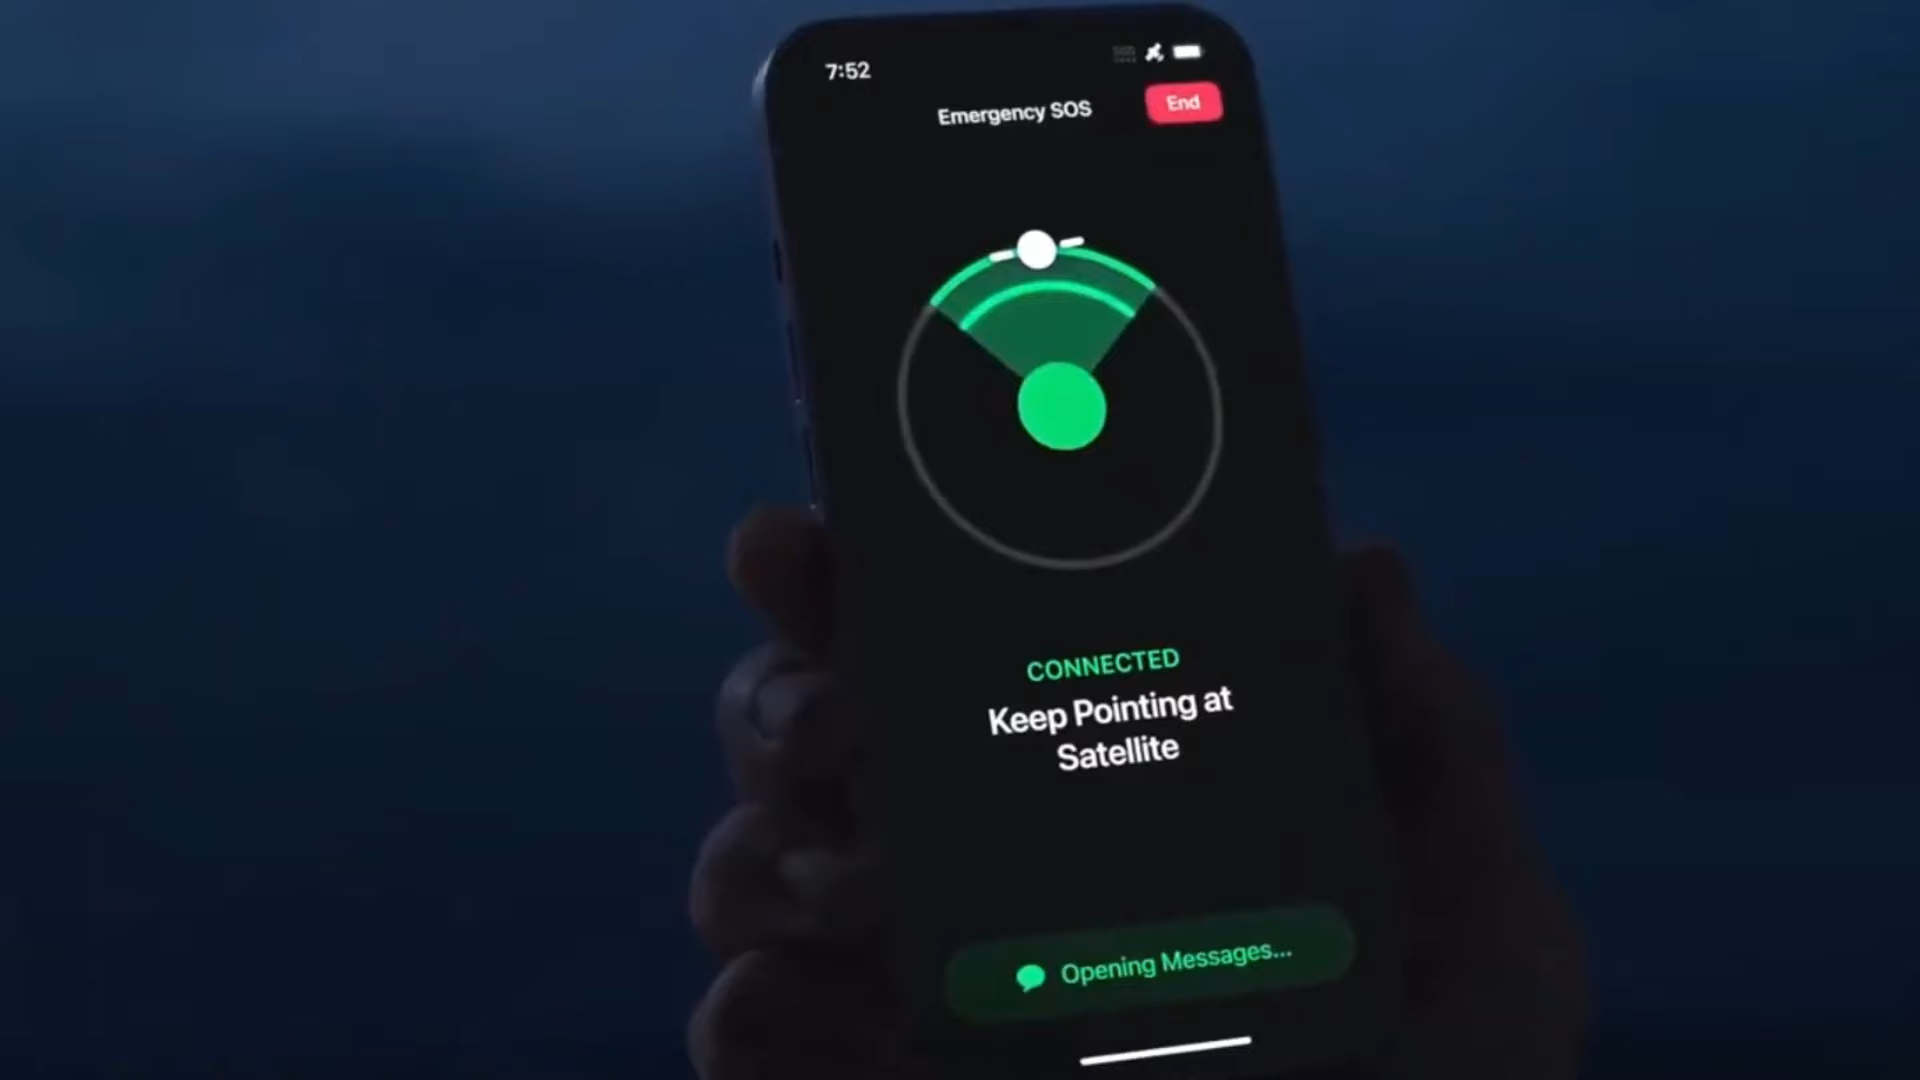 7:52
Emergency SOS
End
CONNECTED
Keep Pointing at
Satellite
Opening Messages...